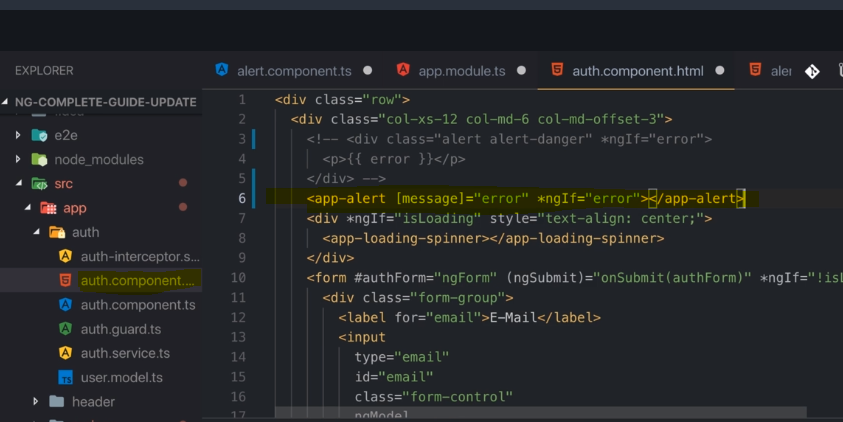 EXPLORER
alert.component.ts
app.module.ts
auth.component.html
aler
NG-COMPLETE-GUIDE-UPDATE
e2e
node_modules
src
app
auth
auth-interceptor.s...
auth.component....
auth.component.ts
auth.guard.ts
auth.service.ts
TS user.model.ts
header
1 <div class="row">
2 <div class="col-xs-12 col-md-6 col-md-offset-3">
3 <!-- <div class="alert alert-danger" *ngIf="error">
4 <p>{{ error }}</p>
5 </div> -->
6 <app-alert [message]="error" *ngIf="error"></app-alert>
7 <div *ngIf="isLoading" style="text-align: center;">
8 <app-loading-spinner></app-loading-spinner>
9 </div>
10 <form #authForm="ngForm" (ngSubmit)="onSubmit(authForm)" *ngIf="!isL
11 <div class="form-group">
12 <label for="email">E-Mail</label>
13 <input
14 type="email"
15 id="email"
16 class="form-control"
17 ngModel